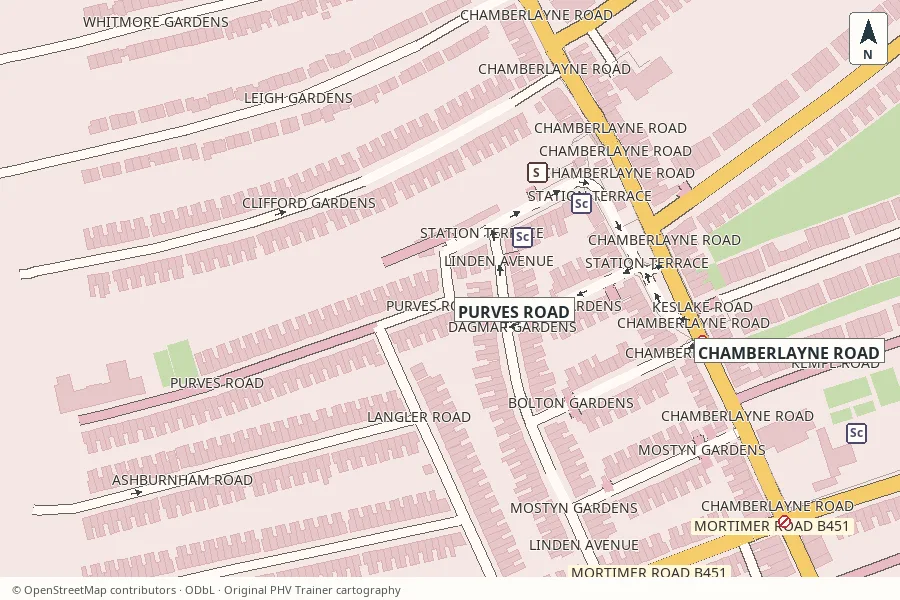 CHAMBERLAYNE ROAD
WHITMORE GARDENS
CHAMBERLAYNE ROAD
LEIGH GARDENS
CHAMBERLAYNE ROAD
CHAMBERLAYNE ROAD
S
CHAMBERLAYNE ROAD
STATION TERRACE
CLIFFORD GARDENS
Sc
STATION TERRACE
Sc
CHAMBERLAYNE ROAD
LINDEN AVENUE
STATION TERRACE
PURVES
KESLAKE ROAD
PURVES ROAD
CHAMBERLAYNE ROAD
DAGMAR GARDENS
CHAMBERLAYNE ROAD
KEMPE ROAD
PURVES ROAD
BOLTON GARDENS
LANGLER ROAD
CHAMBERLAYNE ROAD
Sc
MOSTYN GARDENS
ASHBURNHAM ROAD
MOSTYN GARDENS
CHAMBERLAYNE ROAD
MORTIMER ROAD B451
LINDEN AVENUE
MORTIMER ROAD B451
N
© OpenStreetMap contributors · ODbL · Original PHV Trainer cartography